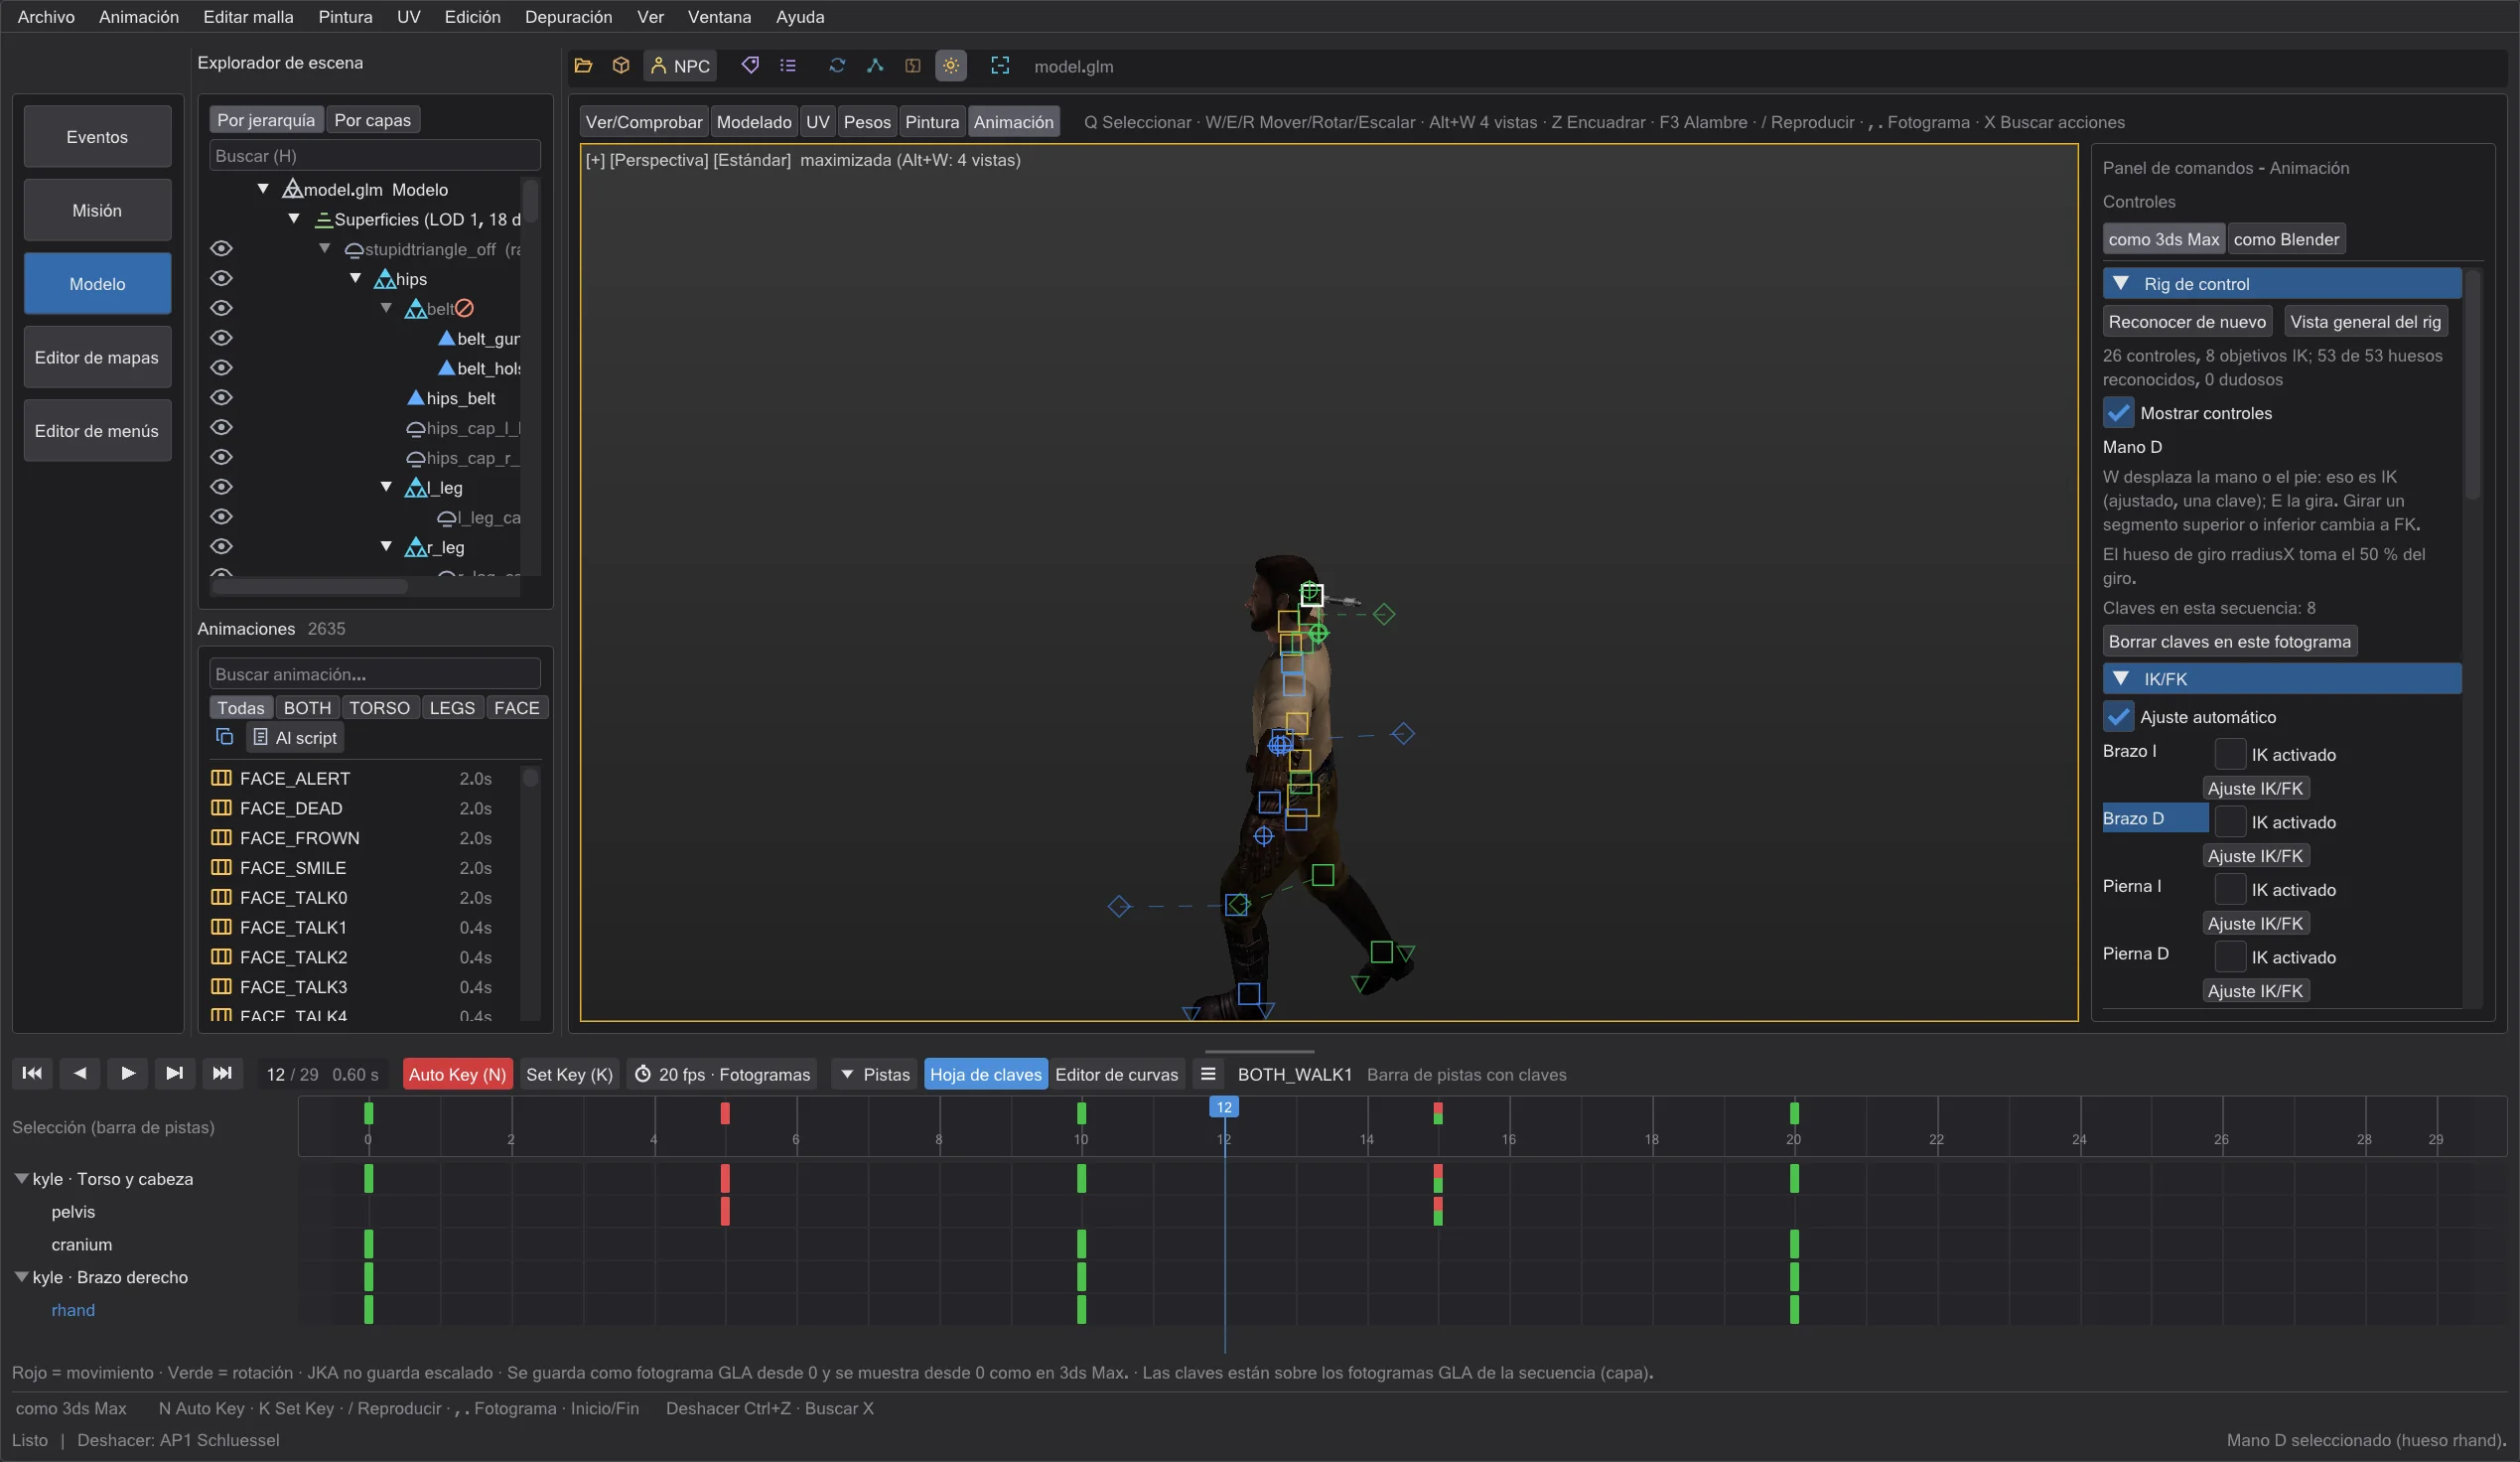 Archivo Animación Editar malla Pintura UV Edición Depuración Ver Ventana Ayuda
Explorador de escena
NPC model.glm
Eventos
Misión
Modelo
Editor de mapas
Editor de menús
Por jerarquía Por capas
Buscar (H)
model.glm Modelo
Superficies (LOD 1, 18 d
stupidtriangle_off (ra
hips
belt
belt_gun
belt_hols
hips_belt
hips_cap_l_l
hips_cap_r_
l_leg
l_leg_ca
r_leg
Animaciones 2635
Buscar animación...
Todas BOTH TORSO LEGS FACE
Al script
FACE_ALERT 2.0s
FACE_DEAD 2.0s
FACE_FROWN 2.0s
FACE_SMILE 2.0s
FACE_TALK0 2.0s
FACE_TALK1 0.4s
FACE_TALK2 0.4s
FACE_TALK3 0.4s
FACE_TALK4 0.4s
Ver/Comprobar Modelado UV Pesos Pintura Animación Q Seleccionar · W/E/R Mover/Rotar/Escalar · Alt+W 4 vistas · Z Encuadrar · F3 Alambre · / Reproducir · , . Fotograma · X Buscar acciones
[+] [Perspectiva] [Estándar] maximizada (Alt+W: 4 vistas)
Panel de comandos - Animación
Controles
como 3ds Max como Blender
Rig de control
Reconocer de nuevo Vista general del rig
26 controles, 8 objetivos IK; 53 de 53 huesos
reconocidos, 0 dudosos
Mostrar controles
Mano D
W desplaza la mano o el pie: eso es IK
(ajustado, una clave); E la gira. Girar un
segmento superior o inferior cambia a FK.
El hueso de giro rradiusX toma el 50 % del
giro.
Claves en esta secuencia: 8
Borrar claves en este fotograma
IK/FK
Ajuste automático
Brazo I IK activado
Ajuste IK/FK
Brazo D IK activado
Ajuste IK/FK
Pierna I IK activado
Ajuste IK/FK
Pierna D IK activado
Ajuste IK/FK
12 / 29 0.60 s Auto Key (N) Set Key (K) 20 fps · Fotogramas Pistas Hoja de claves Editor de curvas BOTH_WALK1 Barra de pistas con claves
12
Selección (barra de pistas)
0 2 4 6 8 10 12 14 16 18 20 22 24 26 28 29
kyle · Torso y cabeza
pelvis
cranium
kyle · Brazo derecho
rhand
Rojo = movimiento · Verde = rotación · JKA no guarda escalado · Se guarda como fotograma GLA desde 0 y se muestra desde 0 como en 3ds Max. · Las claves están sobre los fotogramas GLA de la secuencia (capa).
como 3ds Max N Auto Key · K Set Key · / Reproducir · , . Fotograma · Inicio/Fin Deshacer Ctrl+Z · Buscar X
Listo | Deshacer: AP1 Schluessel
Mano D seleccionado (hueso rhand).